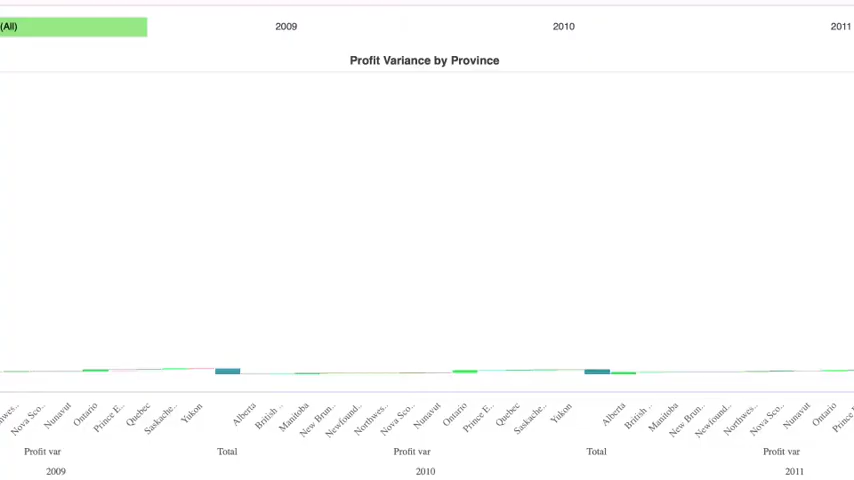 (All) 2009 2010 2011
Profit Variance by Province
Nova Sco.. Nunavut Ontario Prince E.. Quebec Saskache.. Yukon Alberta British .. Manitoba New Brun.. Newfound.. Northwes.. Nova Sco.. Nunavut Ontario Prince E.. Quebec Saskache.. Yukon Alberta British .. Manitoba New Brun.. Newfound.. Northwes.. Nova Sco.. Nunavut Ontario
Profit var Total Profit var Total Profit var
2009 2010 2011